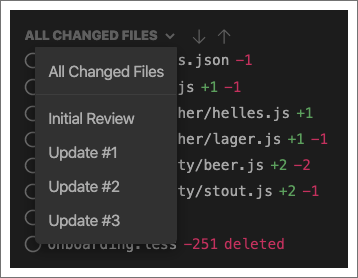 ALL CHANGED FILES
s.json -1
All Changed Files
js +1 -1
her/helles.js +1
Initial Review
her/lager.js +1 -1
Update #1
ty/beer.js +2 -2
Update #2
ty/stout.js +2 -1
Update #3
onboarding.less -251 deleted